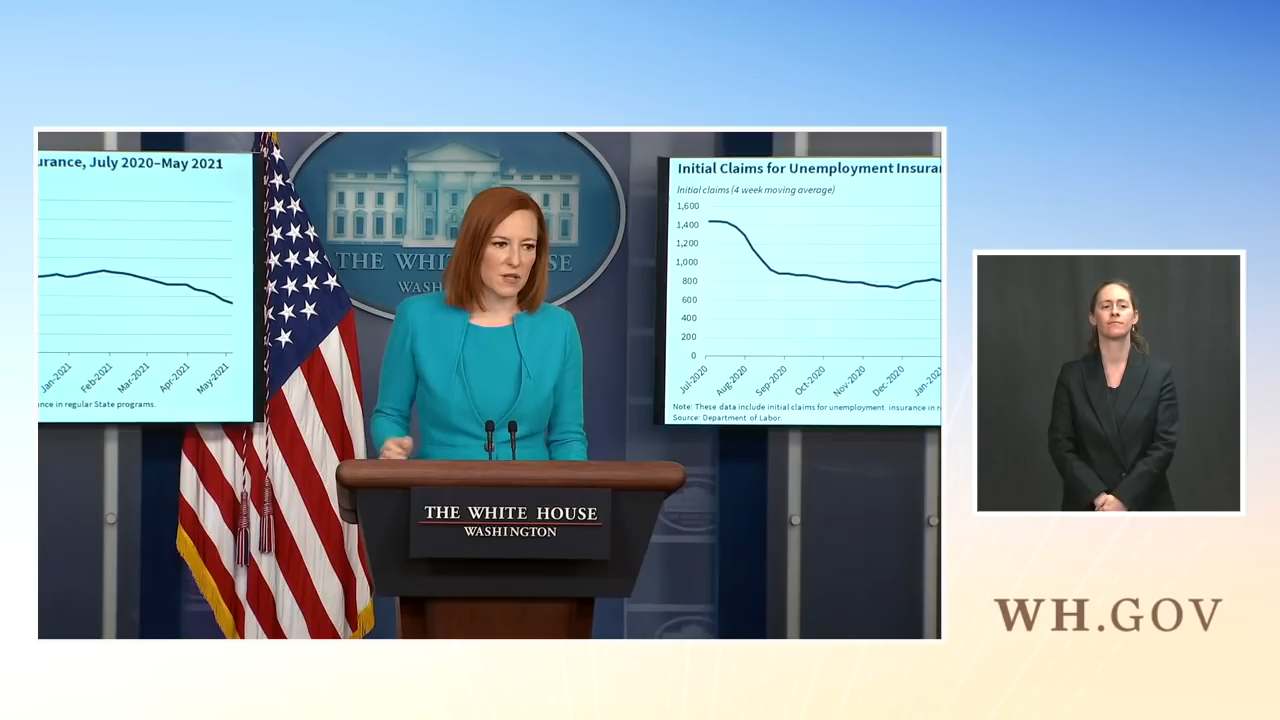 urance, July 2020–May 2021
Jan-2021
Feb-2021
Mar-2021
Apr-2021
May-2021
nce in regular State programs.
THE WHIT
SE
WASH
THE WHITE HOUSE
WASHINGTON
Initial Claims for Unemployment Insuran
Initial claims (4 week moving average)
1,600
1,400
1,200
1,000
800
600
400
200
0
Jul-2020
Aug-2020
Sep-2020
Oct-2020
Nov-2020
Dec-2020
Jan-202
Note: These data include initial claims for unemployment insurance in r
Source: Department of Labor.
WH.GOV